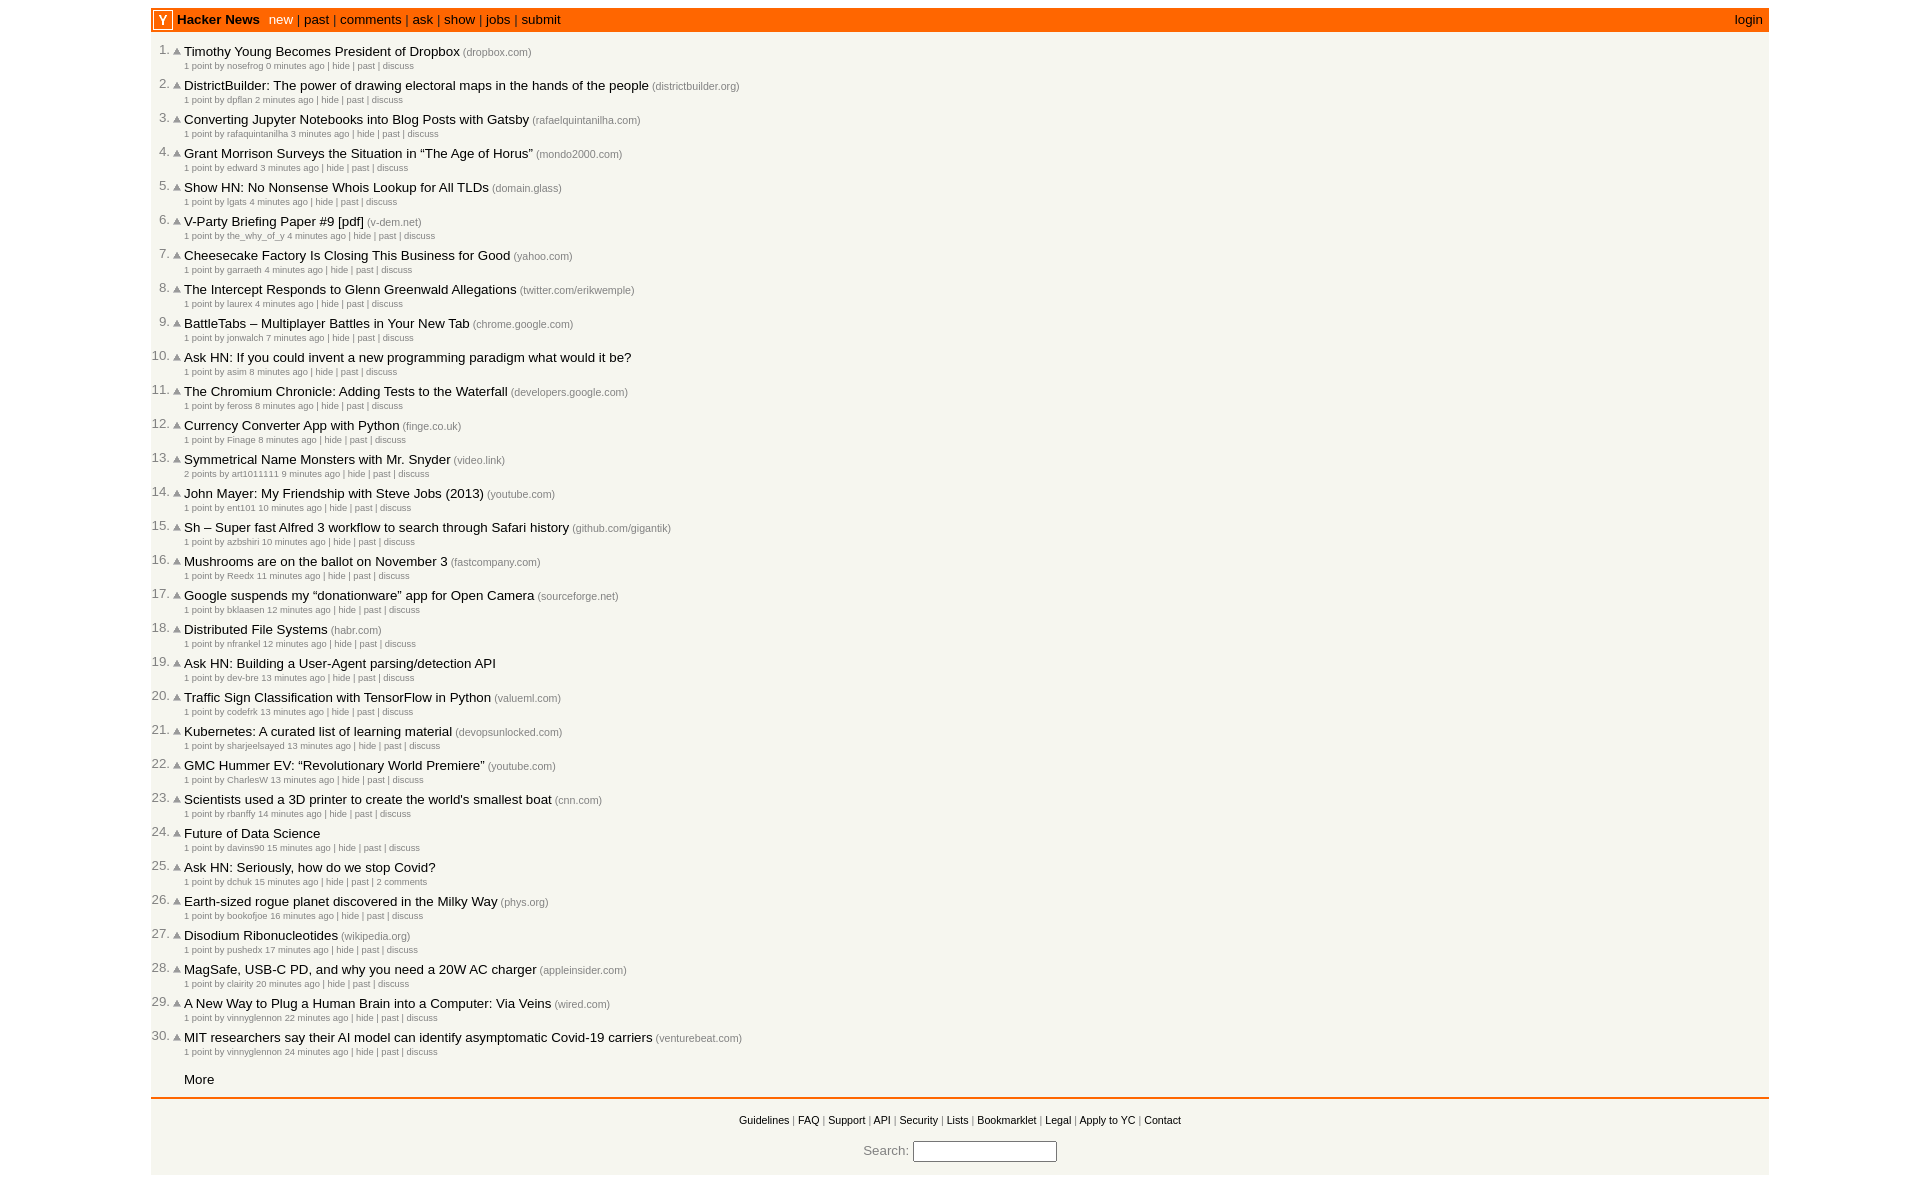 Y Hacker News new | past | comments | ask | show | jobs | submit login
1. Timothy Young Becomes President of Dropbox (dropbox.com)
1 point by nosefrog 0 minutes ago | hide | past | discuss
2. DistrictBuilder: The power of drawing electoral maps in the hands of the people (districtbuilder.org)
1 point by dpflan 2 minutes ago | hide | past | discuss
3. Converting Jupyter Notebooks into Blog Posts with Gatsby (rafaelquintanilha.com)
1 point by rafaquintanilha 3 minutes ago | hide | past | discuss
4. Grant Morrison Surveys the Situation in “The Age of Horus” (mondo2000.com)
1 point by edward 3 minutes ago | hide | past | discuss
5. Show HN: No Nonsense Whois Lookup for All TLDs (domain.glass)
1 point by lgats 4 minutes ago | hide | past | discuss
6. V-Party Briefing Paper #9 [pdf] (v-dem.net)
1 point by the_why_of_y 4 minutes ago | hide | past | discuss
7. Cheesecake Factory Is Closing This Business for Good (yahoo.com)
1 point by garraeth 4 minutes ago | hide | past | discuss
8. The Intercept Responds to Glenn Greenwald Allegations (twitter.com/erikwemple)
1 point by laurex 4 minutes ago | hide | past | discuss
9. BattleTabs – Multiplayer Battles in Your New Tab (chrome.google.com)
1 point by jonwalch 7 minutes ago | hide | past | discuss
10. Ask HN: If you could invent a new programming paradigm what would it be?
1 point by asim 8 minutes ago | hide | past | discuss
11. The Chromium Chronicle: Adding Tests to the Waterfall (developers.google.com)
1 point by feross 8 minutes ago | hide | past | discuss
12. Currency Converter App with Python (finge.co.uk)
1 point by Finage 8 minutes ago | hide | past | discuss
13. Symmetrical Name Monsters with Mr. Snyder (video.link)
2 points by art1011111 9 minutes ago | hide | past | discuss
14. John Mayer: My Friendship with Steve Jobs (2013) (youtube.com)
1 point by ent101 10 minutes ago | hide | past | discuss
15. Sh – Super fast Alfred 3 workflow to search through Safari history (github.com/gigantik)
1 point by azbshiri 10 minutes ago | hide | past | discuss
16. Mushrooms are on the ballot on November 3 (fastcompany.com)
1 point by Reedx 11 minutes ago | hide | past | discuss
17. Google suspends my “donationware” app for Open Camera (sourceforge.net)
1 point by bklaasen 12 minutes ago | hide | past | discuss
18. Distributed File Systems (habr.com)
1 point by nfrankel 12 minutes ago | hide | past | discuss
19. Ask HN: Building a User-Agent parsing/detection API
1 point by dev-bre 13 minutes ago | hide | past | discuss
20. Traffic Sign Classification with TensorFlow in Python (valueml.com)
1 point by codefrk 13 minutes ago | hide | past | discuss
21. Kubernetes: A curated list of learning material (devopsunlocked.com)
1 point by sharjeelsayed 13 minutes ago | hide | past | discuss
22. GMC Hummer EV: “Revolutionary World Premiere” (youtube.com)
1 point by CharlesW 13 minutes ago | hide | past | discuss
23. Scientists used a 3D printer to create the world's smallest boat (cnn.com)
1 point by rbanffy 14 minutes ago | hide | past | discuss
24. Future of Data Science
1 point by davins90 15 minutes ago | hide | past | discuss
25. Ask HN: Seriously, how do we stop Covid?
1 point by dchuk 15 minutes ago | hide | past | 2 comments
26. Earth-sized rogue planet discovered in the Milky Way (phys.org)
1 point by bookofjoe 16 minutes ago | hide | past | discuss
27. Disodium Ribonucleotides (wikipedia.org)
1 point by pushedx 17 minutes ago | hide | past | discuss
28. MagSafe, USB-C PD, and why you need a 20W AC charger (appleinsider.com)
1 point by clairity 20 minutes ago | hide | past | discuss
29. A New Way to Plug a Human Brain into a Computer: Via Veins (wired.com)
1 point by vinnyglennon 22 minutes ago | hide | past | discuss
30. MIT researchers say their AI model can identify asymptomatic Covid-19 carriers (venturebeat.com)
1 point by vinnyglennon 24 minutes ago | hide | past | discuss
More
Guidelines | FAQ | Support | API | Security | Lists | Bookmarklet | Legal | Apply to YC | Contact
Search: